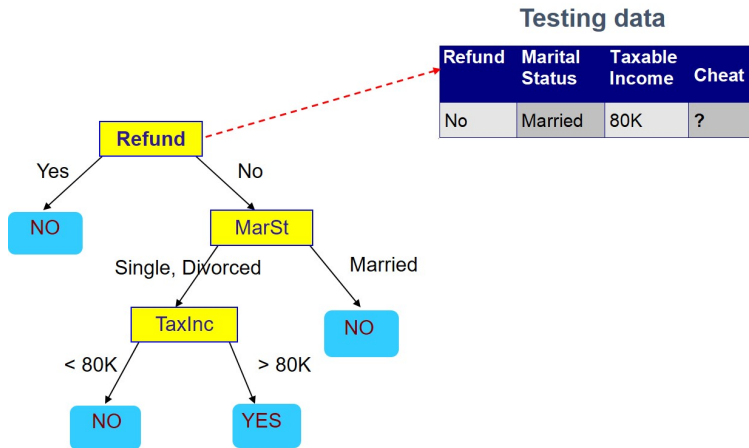 Testing data
Refund Marital Status Taxable Income Cheat
No Married 80K ?
Refund
Yes No
NO MarSt
Single, Divorced Married
TaxInc NO
< 80K > 80K
NO YES